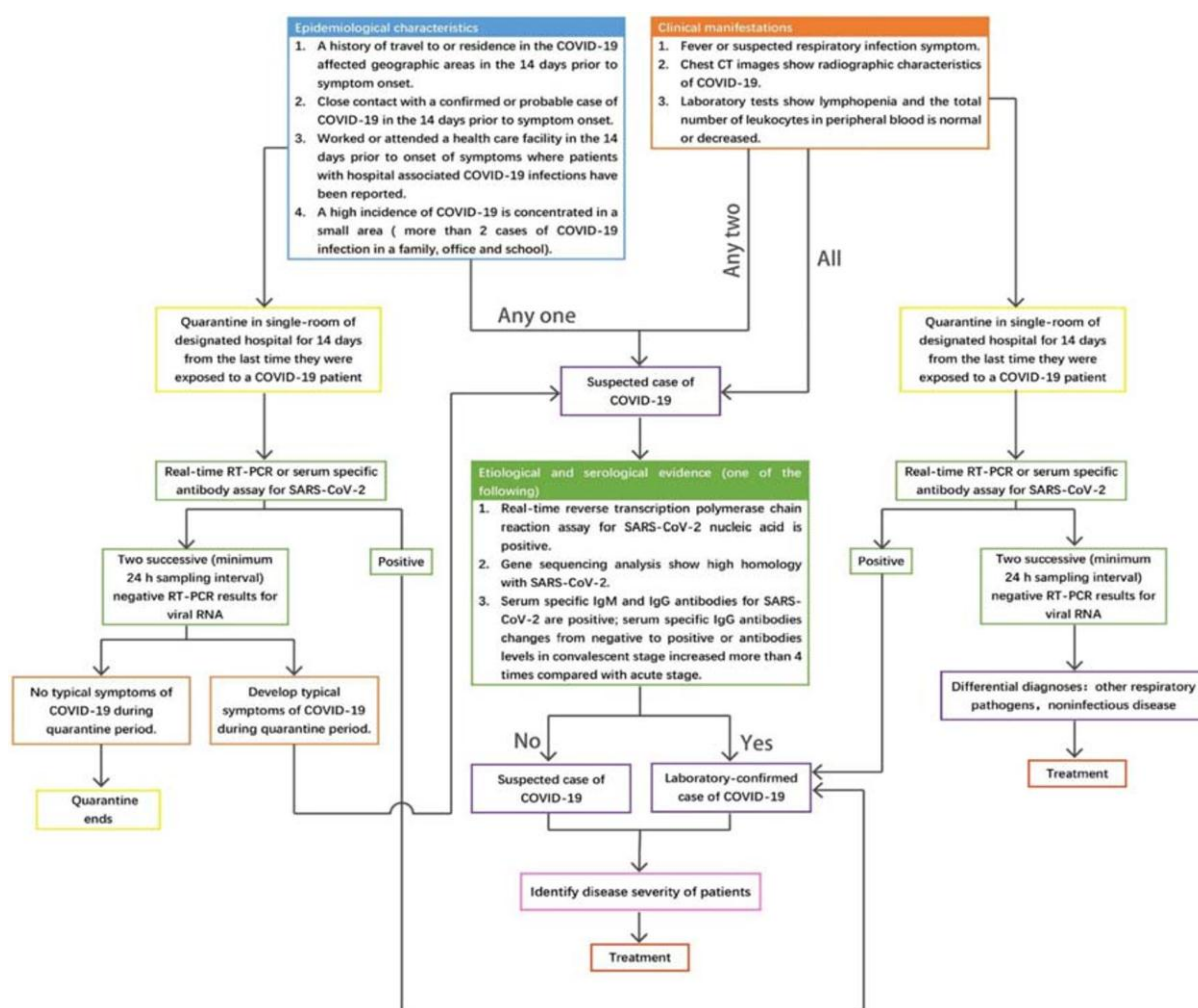 Epidemiological characteristics
1. A history of travel to or residence in the COVID-19
affected geographic areas in the 14 days prior to
symptom onset.
2. Close contact with a confirmed or probable case of
COVID-19 in the 14 days prior to symptom onset.
3. Worked or attended a health care facility in the 14
days prior to onset of symptoms where patients
with hospital associated COVID-19 infections have
been reported.
4. A high incidence of COVID-19 is concentrated in a
small area ( more than 2 cases of COVID-19
infection in a family, office and school).
Clinical manifestations
1. Fever or suspected respiratory infection symptom.
2. Chest CT images show radiographic characteristics
of COVID-19.
3. Laboratory tests show lymphopenia and the total
number of leukocytes in peripheral blood is normal
or decreased.
Any one
Any two
All
Quarantine in single-room of
designated hospital for 14 days
from the last time they were
exposed to a COVID-19 patient
Suspected case of
COVID-19
Quarantine in single-room of
designated hospital for 14 days
from the last time they were
exposed to a COVID-19 patient
Real-time RT-PCR or serum specific
antibody assay for SARS-CoV-2
Etiological and serological evidence (one of the
following)
1. Real-time reverse transcription polymerase chain
reaction assay for SARS-CoV-2 nucleic acid is
positive.
2. Gene sequencing analysis show high homology
with SARS-CoV-2.
3. Serum specific IgM and IgG antibodies for SARS-
CoV-2 are positive; serum specific IgG antibodies
changes from negative to positive or antibodies
levels in convalescent stage increased more than 4
times compared with acute stage.
Real-time RT-PCR or serum specific
antibody assay for SARS-CoV-2
Two successive (minimum
24 h sampling interval)
negative RT-PCR results for
viral RNA
Positive
Positive
Two successive (minimum
24 h sampling interval)
negative RT-PCR results for
viral RNA
No typical symptoms of
COVID-19 during
quarantine period.
Develop typical
symptoms of COVID-19
during quarantine period.
Differential diagnoses: other respiratory
pathogens, noninfectious disease
No
Yes
Quarantine
ends
Suspected case of
COVID-19
Laboratory-confirmed
case of COVID-19
Treatment
Identify disease severity of patients
Treatment